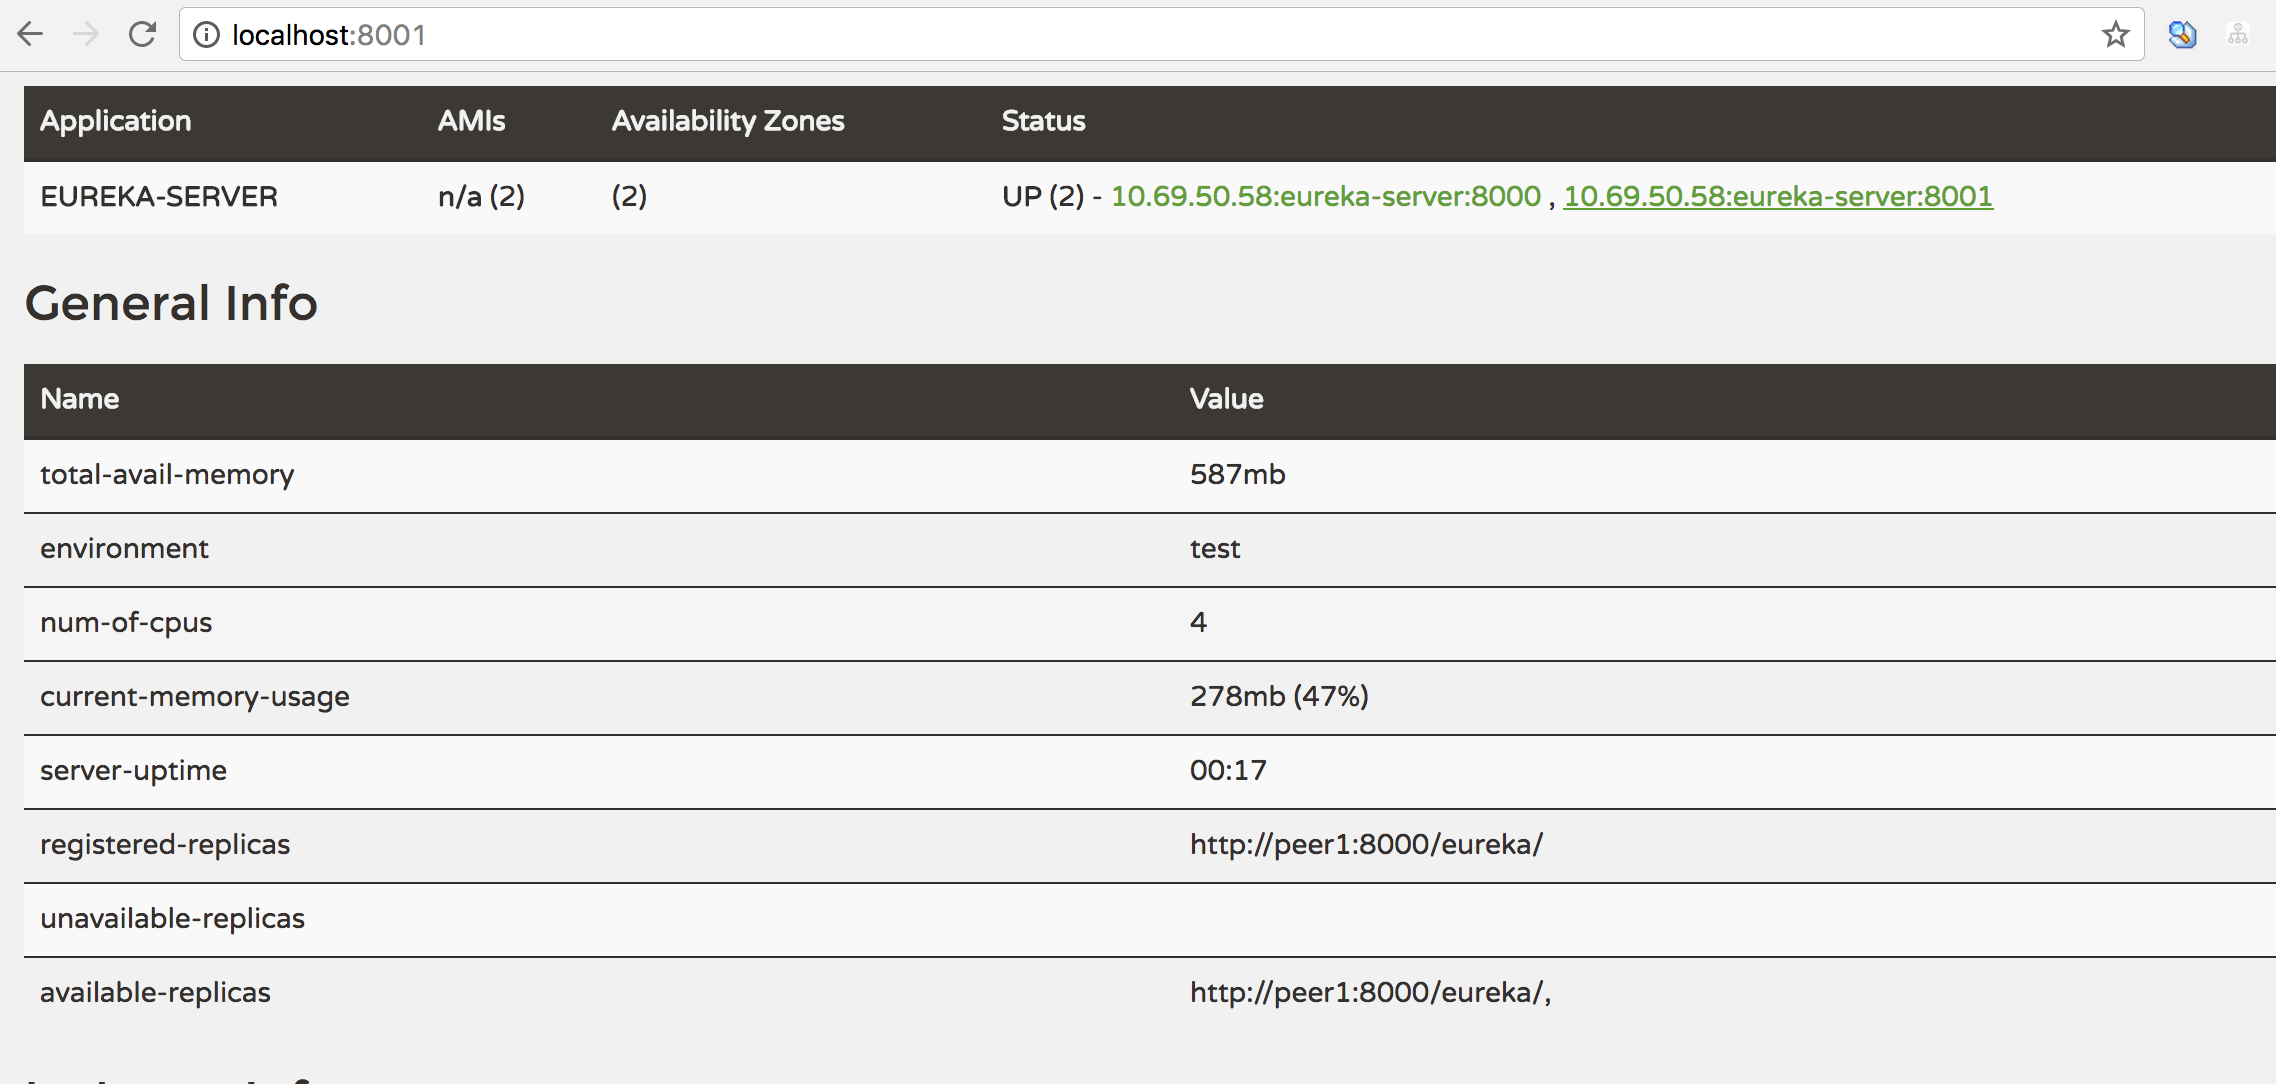 localhost:8001
Application AMIs Availability Zones Status
EUREKA-SERVER n/a (2) (2) UP (2) - 10.69.50.58:eureka-server:8000 , 10.69.50.58:eureka-server:8001
General Info
Name Value
total-avail-memory 587mb
environment test
num-of-cpus 4
current-memory-usage 278mb (47%)
server-uptime 00:17
registered-replicas http://peer1:8000/eureka/
unavailable-replicas
available-replicas http://peer1:8000/eureka/,